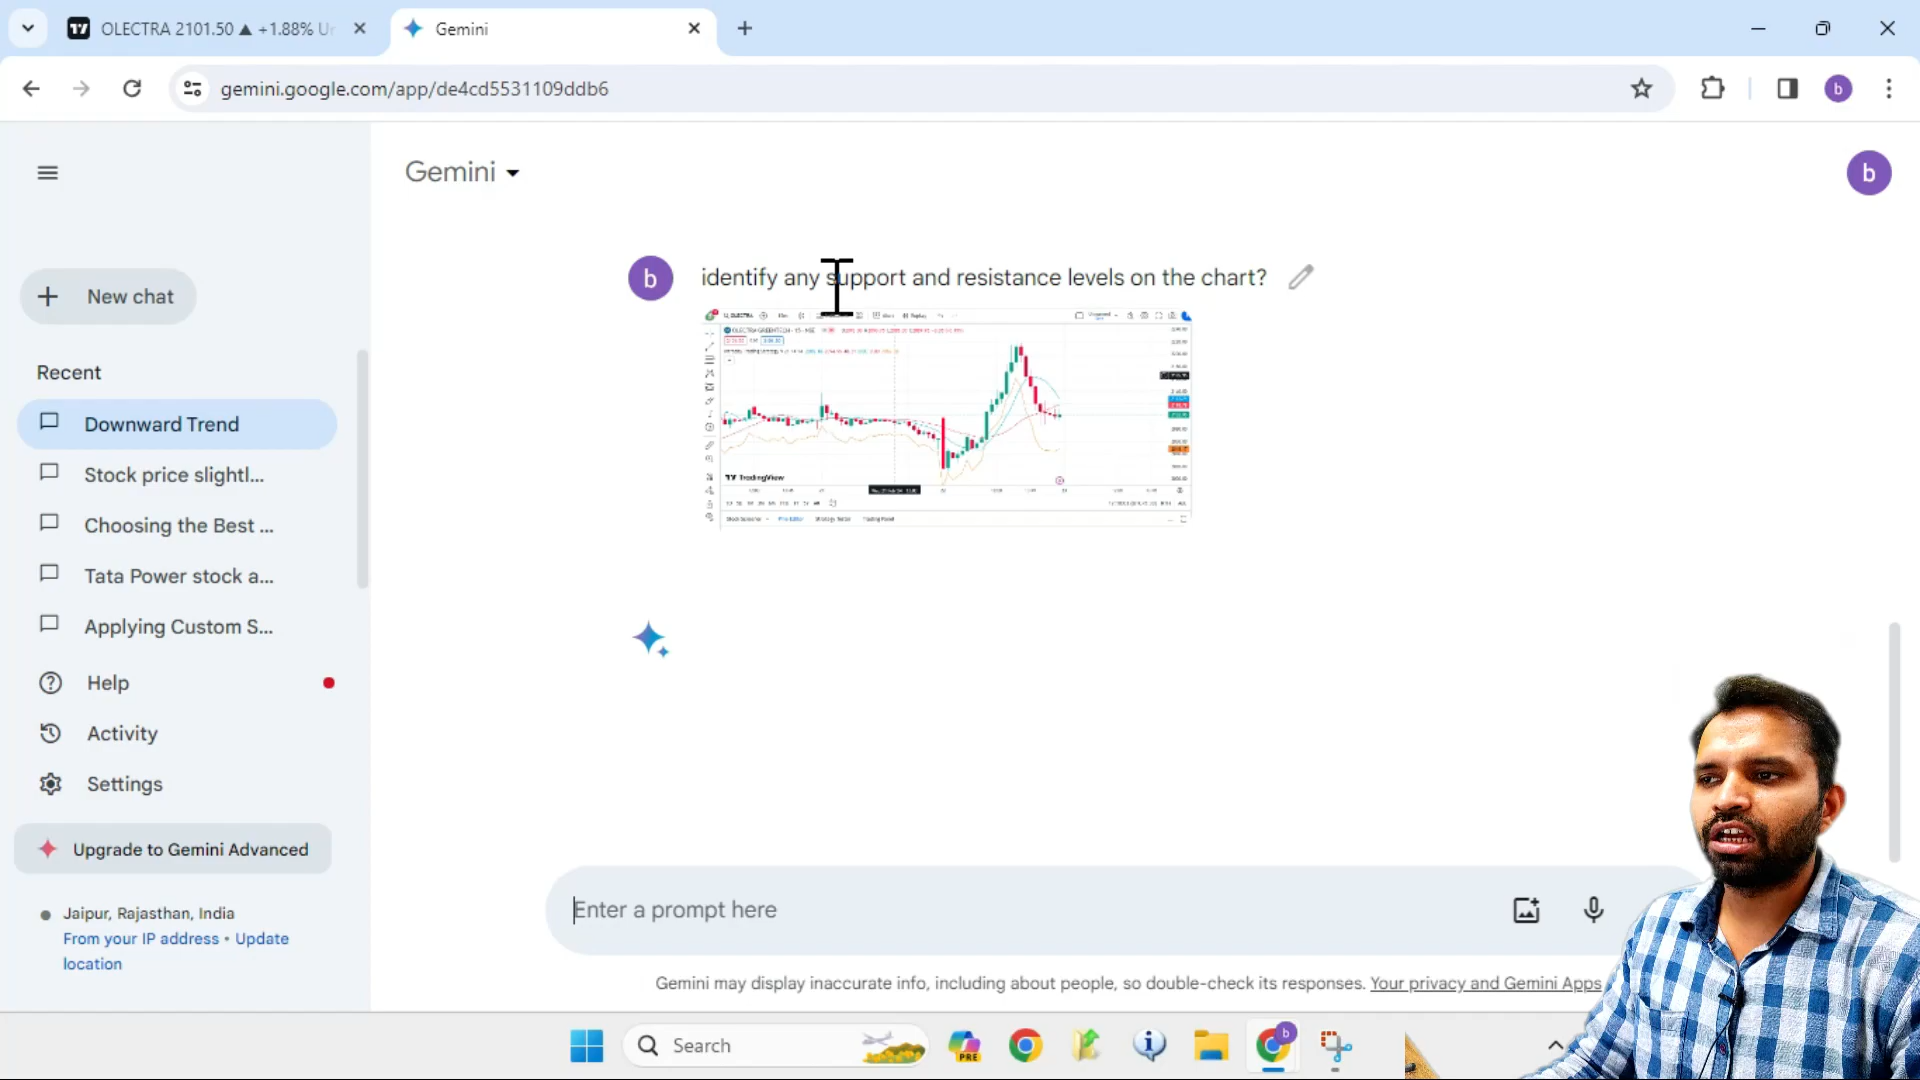 OLECTRA 2101.50 ▲ +1.88% Ur
Gemini
gemini.google.com/app/de4cd5531109ddb6
b
Gemini
b
New chat
Recent
Downward Trend
Stock price slightl...
Choosing the Best ...
Tata Power stock a...
Applying Custom S...
Help
Activity
Settings
Upgrade to Gemini Advanced
Jaipur, Rajasthan, India
From your IP address • Update
location
b
identify any support and resistance levels on the chart?
TradingView
Enter a prompt here
Gemini may display inaccurate info, including about people, so double-check its responses. Your privacy and Gemini Apps
Search
PRE
b